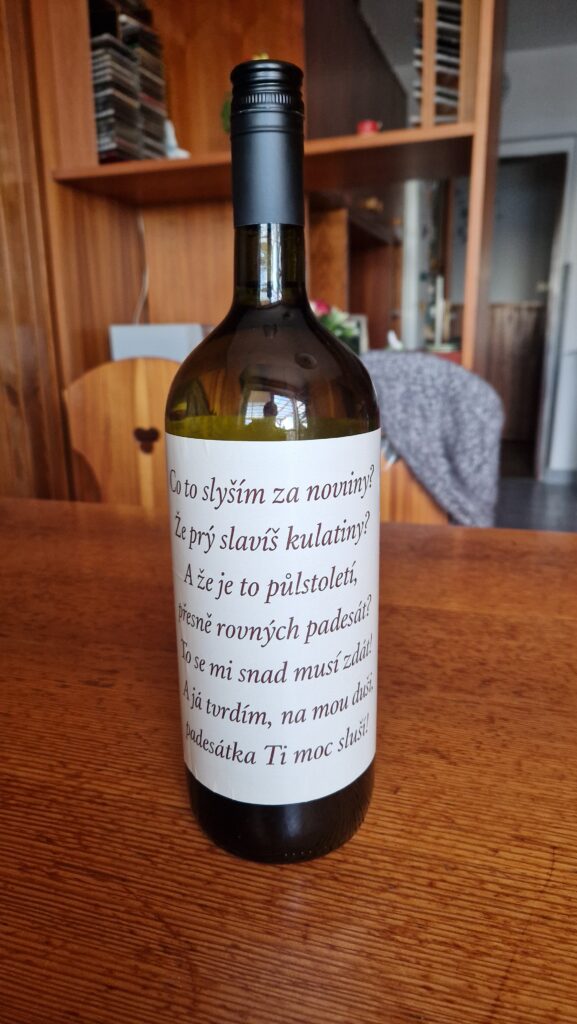 Co to slyším za noviiny?
Že prý slavíš kulatiny?
A že je to půlstoletí,
přesně rovných padesát?
To se mi snad musí zdát!
A já tvrdím, na mou duši,
padesátka Ti moc sluší!